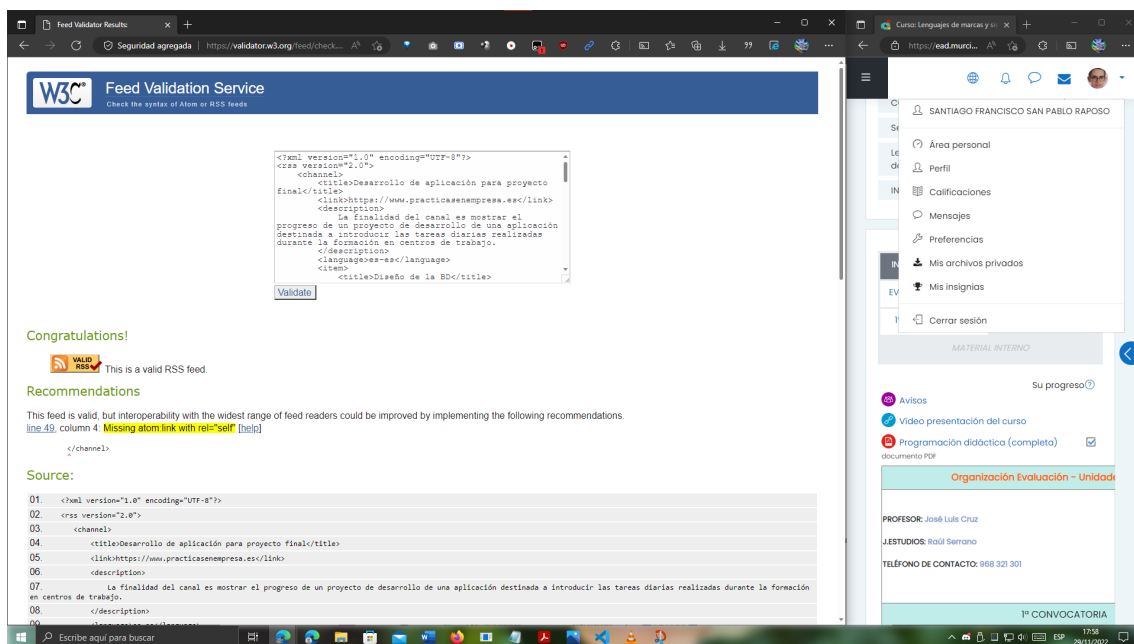 Feed Validator Results:
Seguridad agregada
https://validator.w3.org/feed/check...
W3C
Feed Validation Service
Check the syntax of Atom or RSS feeds
<?xml version="1.0" encoding="UTF-8"?>
<rss version="2.0">
<channel>
<title>Desarrollo de aplicación para proyecto
final</title>
<link>https://www.practicasenempresa.es</link>
<description>
La finalidad del canal es mostrar el
progreso de un proyecto de desarrollo de una aplicación
destinada a introducir las tareas diarias realizadas
durante la formación en centros de trabajo.
</description>
<language>es-es</language>
<item>
<title>Diseño de la BD</title>
Validate
Congratulations!
VALID RSS This is a valid RSS feed.
Recommendations
This feed is valid, but interoperability with the widest range of feed readers could be improved by implementing the following recommendations.
line 49, column 4: Missing atom:link with rel="self" [help]
</channel>
^
Source:
01. <?xml version="1.0" encoding="UTF-8"?>
02. <rss version="2.0">
03. <channel>
04. <title>Desarrollo de aplicación para proyecto final</title>
05. <link>https://www.practicasenempresa.es</link>
06. <description>
07. La finalidad del canal es mostrar el progreso de un proyecto de desarrollo de una aplicación destinada a introducir las tareas diarias realizadas durante la formación
en centros de trabajo.
08. </description>
Curso: Lenguajes de marcas y si
https://ead.murci...
SANTIAGO FRANCISCO SAN PABLO RAPOSO
Área personal
Perfil
Calificaciones
Mensajes
Preferencias
Mis archivos privados
Mis insignias
Cerrar sesión
MATERIAL INTERNO
Su progreso
Avisos
Video presentación del curso
Programación didáctica (completa)
documento PDF
Organización Evaluación - Unidade
PROFESOR: José Luis Cruz
J.ESTUDIOS: Raúl Serrano
TELÉFONO DE CONTACTO: 968 321 301
1ª CONVOCATORIA
Escribe aquí para buscar
ESP
17:58
29/11/2022